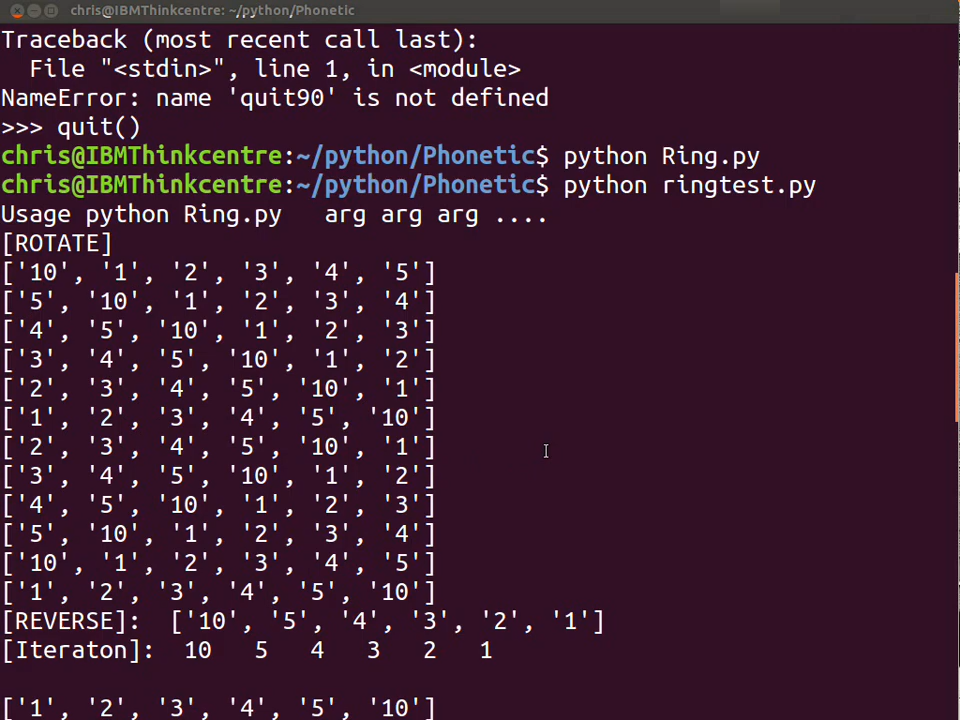 chris@IBMThinkcentre: ~/python/Phonetic
Traceback (most recent call last):
  File "<stdin>", line 1, in <module>
NameError: name 'quit90' is not defined
>>> quit()
chris@IBMThinkcentre:~/python/Phonetic$ python Ring.py
chris@IBMThinkcentre:~/python/Phonetic$ python ringtest.py
Usage python Ring.py   arg arg arg ....
[ROTATE]
['10', '1', '2', '3', '4', '5']
['5', '10', '1', '2', '3', '4']
['4', '5', '10', '1', '2', '3']
['3', '4', '5', '10', '1', '2']
['2', '3', '4', '5', '10', '1']
['1', '2', '3', '4', '5', '10']
['2', '3', '4', '5', '10', '1']
['3', '4', '5', '10', '1', '2']
['4', '5', '10', '1', '2', '3']
['5', '10', '1', '2', '3', '4']
['10', '1', '2', '3', '4', '5']
['1', '2', '3', '4', '5', '10']
[REVERSE]:  ['10', '5', '4', '3', '2', '1']
[Iteraton]:  10   5   4   3   2   1
['1', '2', '3', '4', '5', '10']